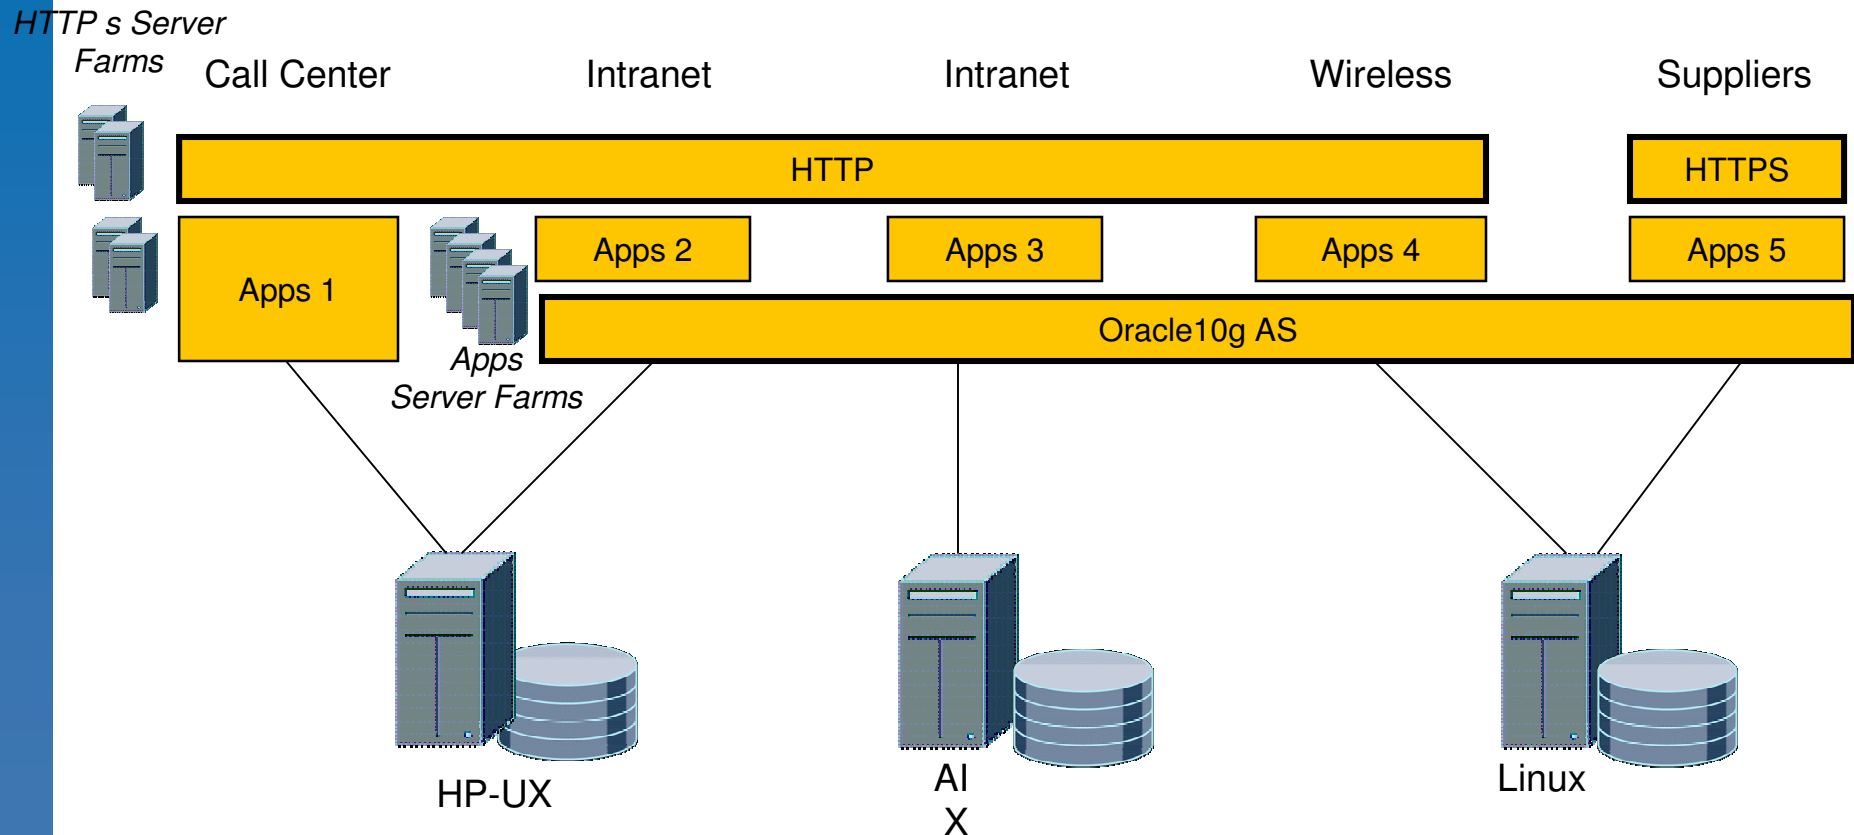 HTTP s Server
Farms
Call Center
Intranet
Intranet
Wireless
Suppliers
HTTP
HTTPS
Apps 1
Apps 2
Apps 3
Apps 4
Apps 5
Oracle10g AS
Apps
Server Farms
HP-UX
AI
X
Linux